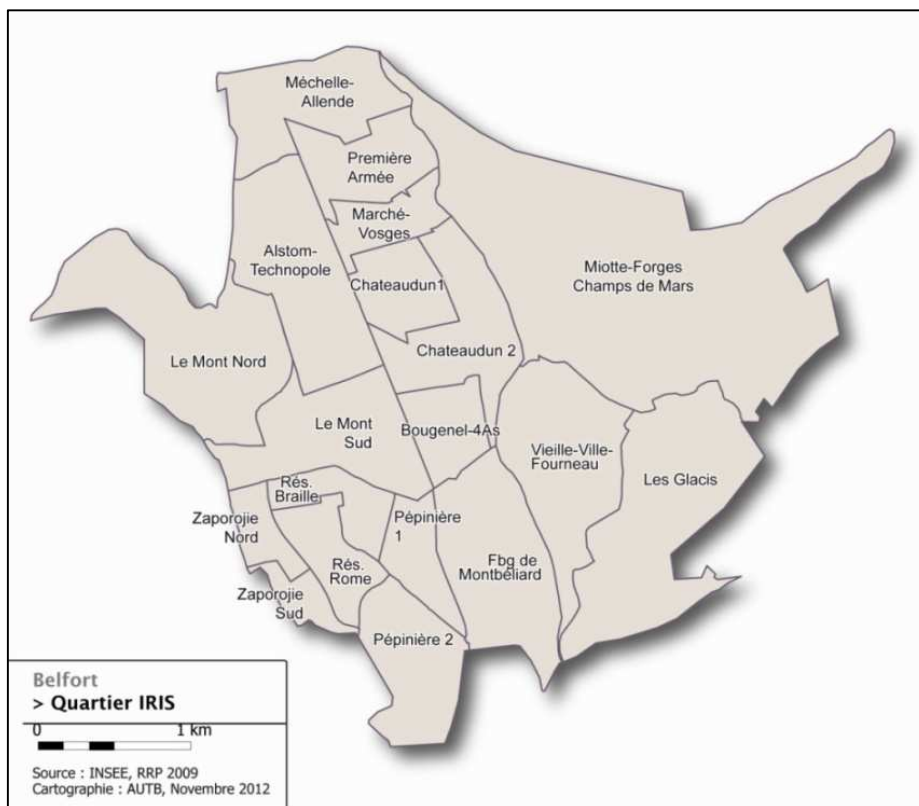 Méchelle-
Allende
Première
Armée
Marché-
Vosges
Alstom-
Technopole
Chateaudun1
Miotte-Forges
Champs de Mars
Le Mont Nord
Chateaudun 2
Le Mont
Sud
Bougenel-4As
Vieille-Ville-
Fourneau
Les Glacis
Rés.
Braille
Zaporojie
Nord
Pépinière
1
Rés.
Rome
Fbg de
Montbéliard
Zaporojie
Sud
Pépinière 2
Belfort
> Quartier IRIS
0 1 km
Source : INSEE, RRP 2009
Cartographie : AUTB, Novembre 2012